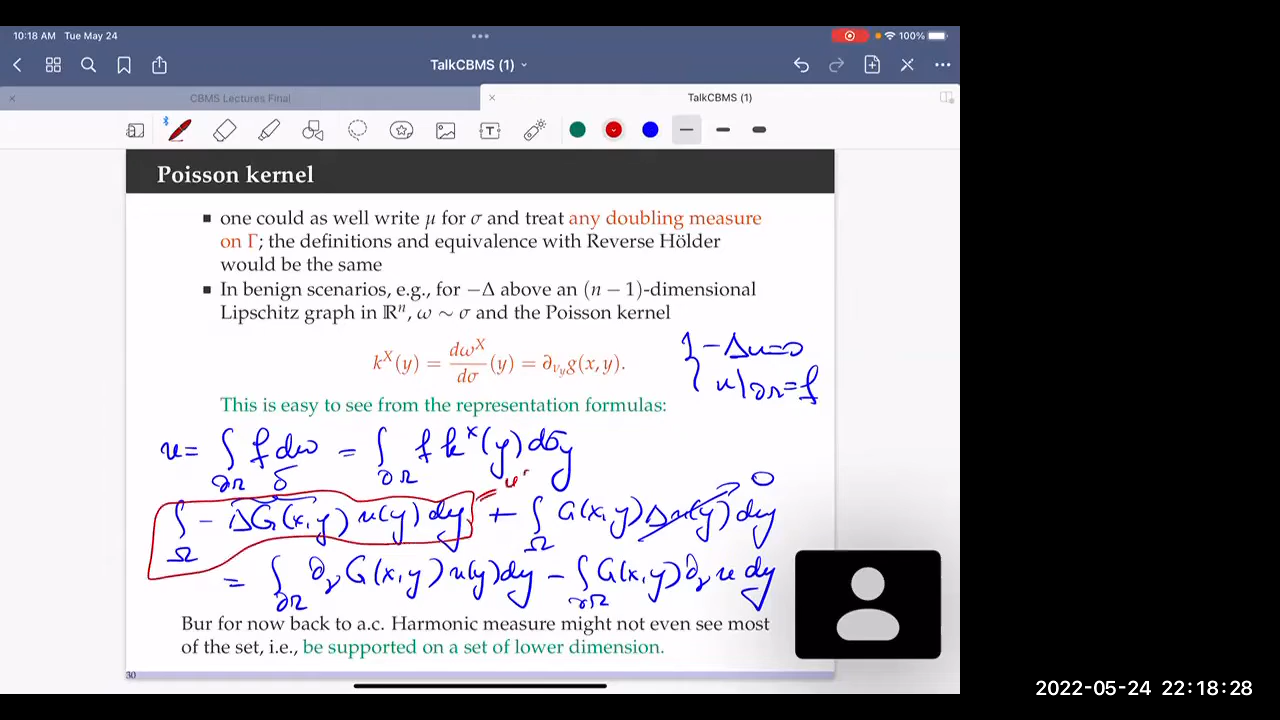 10:18 AM Tue May 24
100%
TalkCBMS (1)
CBMS Lectures Final
TalkCBMS (1)
Poisson kernel
■ one could as well write μ for σ and treat any doubling measure
on Γ; the definitions and equivalence with Reverse Hölder
would be the same
■ In benign scenarios, e.g., for −Δ above an (n − 1)-dimensional
Lipschitz graph in ℝⁿ, ω ∼ σ and the Poisson kernel
k^X(y) = dω^X/dσ (y) = ∂_{ν_y} g(x, y).
{ −Δu=0
u|∂Ω = f
This is easy to see from the representation formulas:
u = ∫_{∂Ω} f dω = ∫_{∂Ω} f k^x(y) dσy
δ
u
∫_Ω −ΔG(x,y) u(y) dy + ∫_Ω G(x,y) Δu(y) dy
0
= ∫_{∂Ω} ∂_ν G(x,y) u(y) dy − ∫_{∂Ω} G(x,y) ∂_ν u dy
Bur for now back to a.c. Harmonic measure might not even see most
of the set, i.e., be supported on a set of lower dimension.
30
2022-05-24 22:18:28